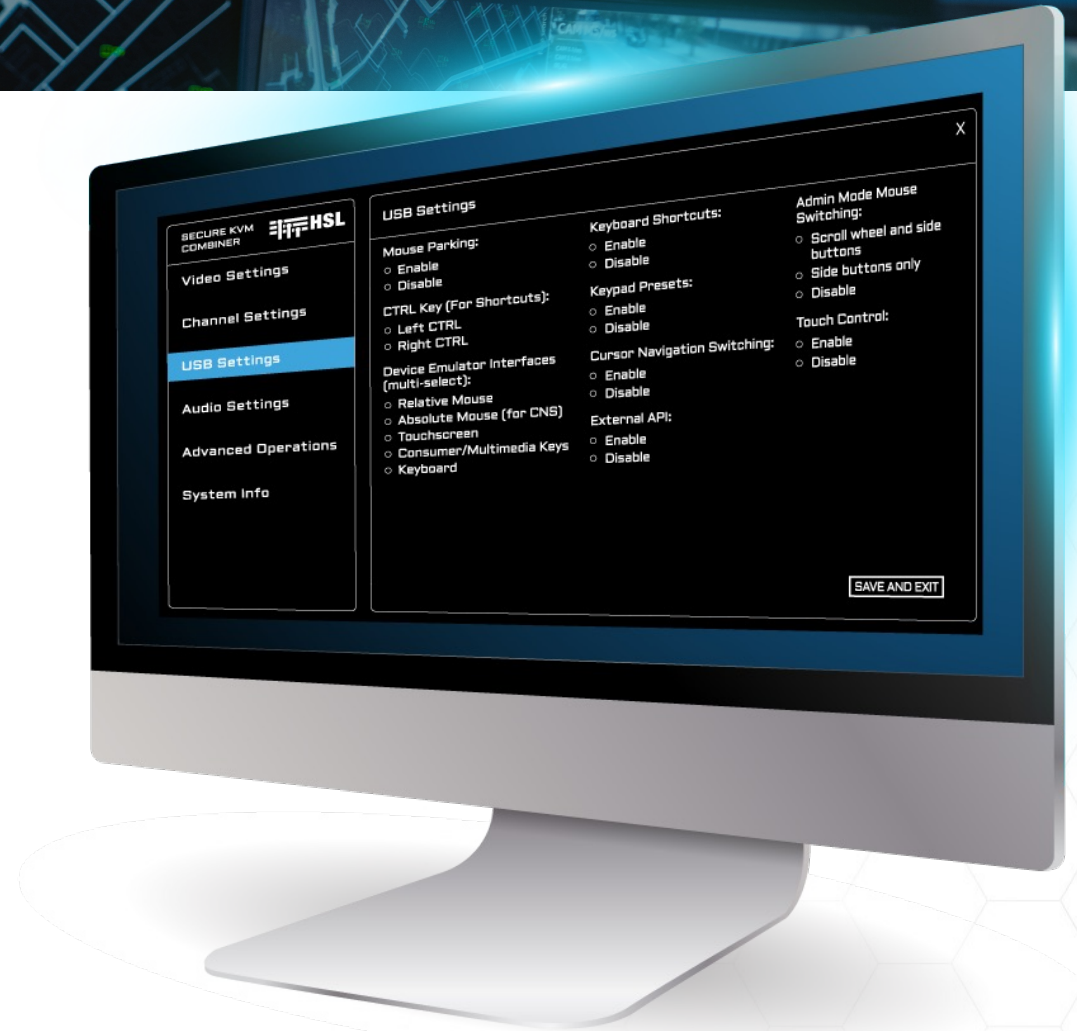 SECURE KVM
COMBINER
HSL
Video Settings
Channel Settings
USB Settings
Audio Settings
Advanced Operations
System Info
USB Settings
X
Mouse Parking:
Enable
Disable
CTRL Key (For Shortcuts):
Left CTRL
Right CTRL
Device Emulator Interfaces
(multi-select):
Relative Mouse
Absolute Mouse (for CNS)
Touchscreen
Consumer/Multimedia Keys
Keyboard
Keyboard Shortcuts:
Enable
Disable
Keypad Presets:
Enable
Disable
Cursor Navigation Switching:
Enable
Disable
External API:
Enable
Disable
Admin Mode Mouse
Switching:
Scroll wheel and side
buttons
Side buttons only
Disable
Touch Control:
Enable
Disable
SAVE AND EXIT